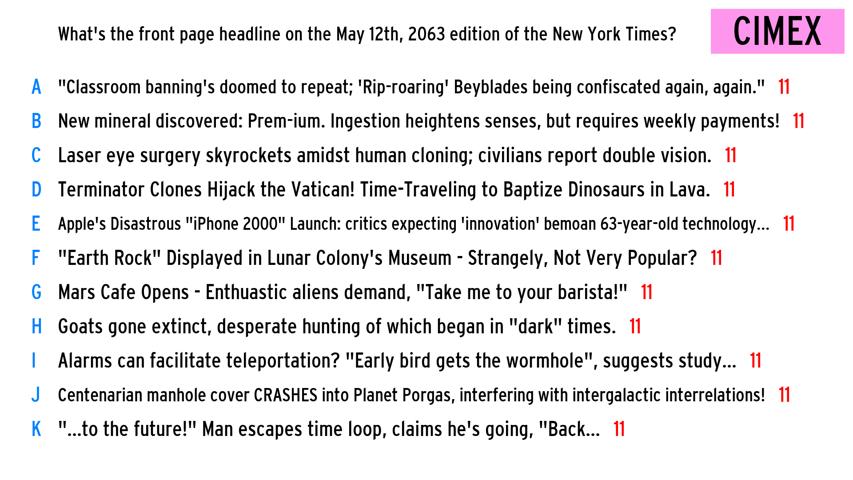 What's the front page headline on the May 12th, 2063 edition of the New York Times?
CIMEX
A "Classroom banning's doomed to repeat; 'Rip-roaring' Beyblades being confiscated again, again." 11
B New mineral discovered: Prem-ium. Ingestion heightens senses, but requires weekly payments! 11
C Laser eye surgery skyrockets amidst human cloning; civilians report double vision. 11
D Terminator Clones Hijack the Vatican! Time-Traveling to Baptize Dinosaurs in Lava. 11
E Apple's Disastrous "iPhone 2000" Launch: critics expecting 'innovation' bemoan 63-year-old technology... 11
F "Earth Rock" Displayed in Lunar Colony's Museum - Strangely, Not Very Popular? 11
G Mars Cafe Opens - Enthuastic aliens demand, "Take me to your barista!" 11
H Goats gone extinct, desperate hunting of which began in "dark" times. 11
I Alarms can facilitate teleportation? "Early bird gets the wormhole", suggests study... 11
J Centenarian manhole cover CRASHES into Planet Porgas, interfering with intergalactic interrelations! 11
K "...to the future!" Man escapes time loop, claims he's going, "Back... 11